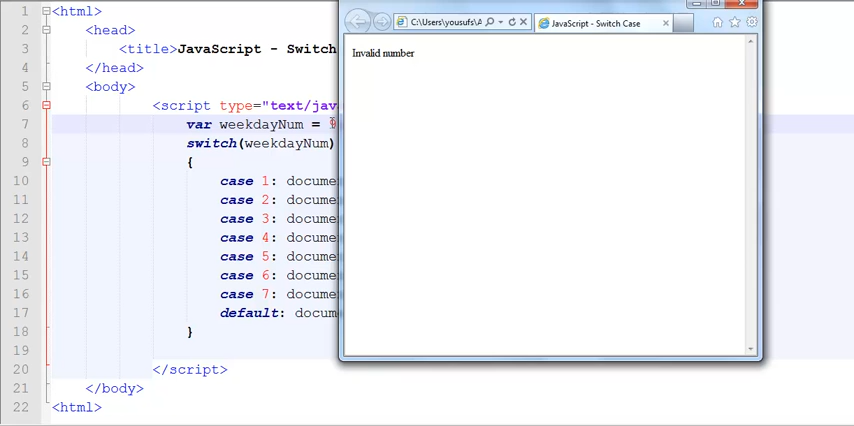 1 <html>
2 <head>
3 <title>JavaScript - Switch
4 </head>
5 <body>
6 <script type="text/jav
7 var weekdayNum = 9
8 switch(weekdayNum)
9 {
10 case 1: docume
11 case 2: docume
12 case 3: docume
13 case 4: docume
14 case 5: docume
15 case 6: docume
16 case 7: docume
17 default: docum
18 }
19
20 </script>
21 </body>
22 <html>
C:\Users\yousufs\A
JavaScript - Switch Case
Invalid number